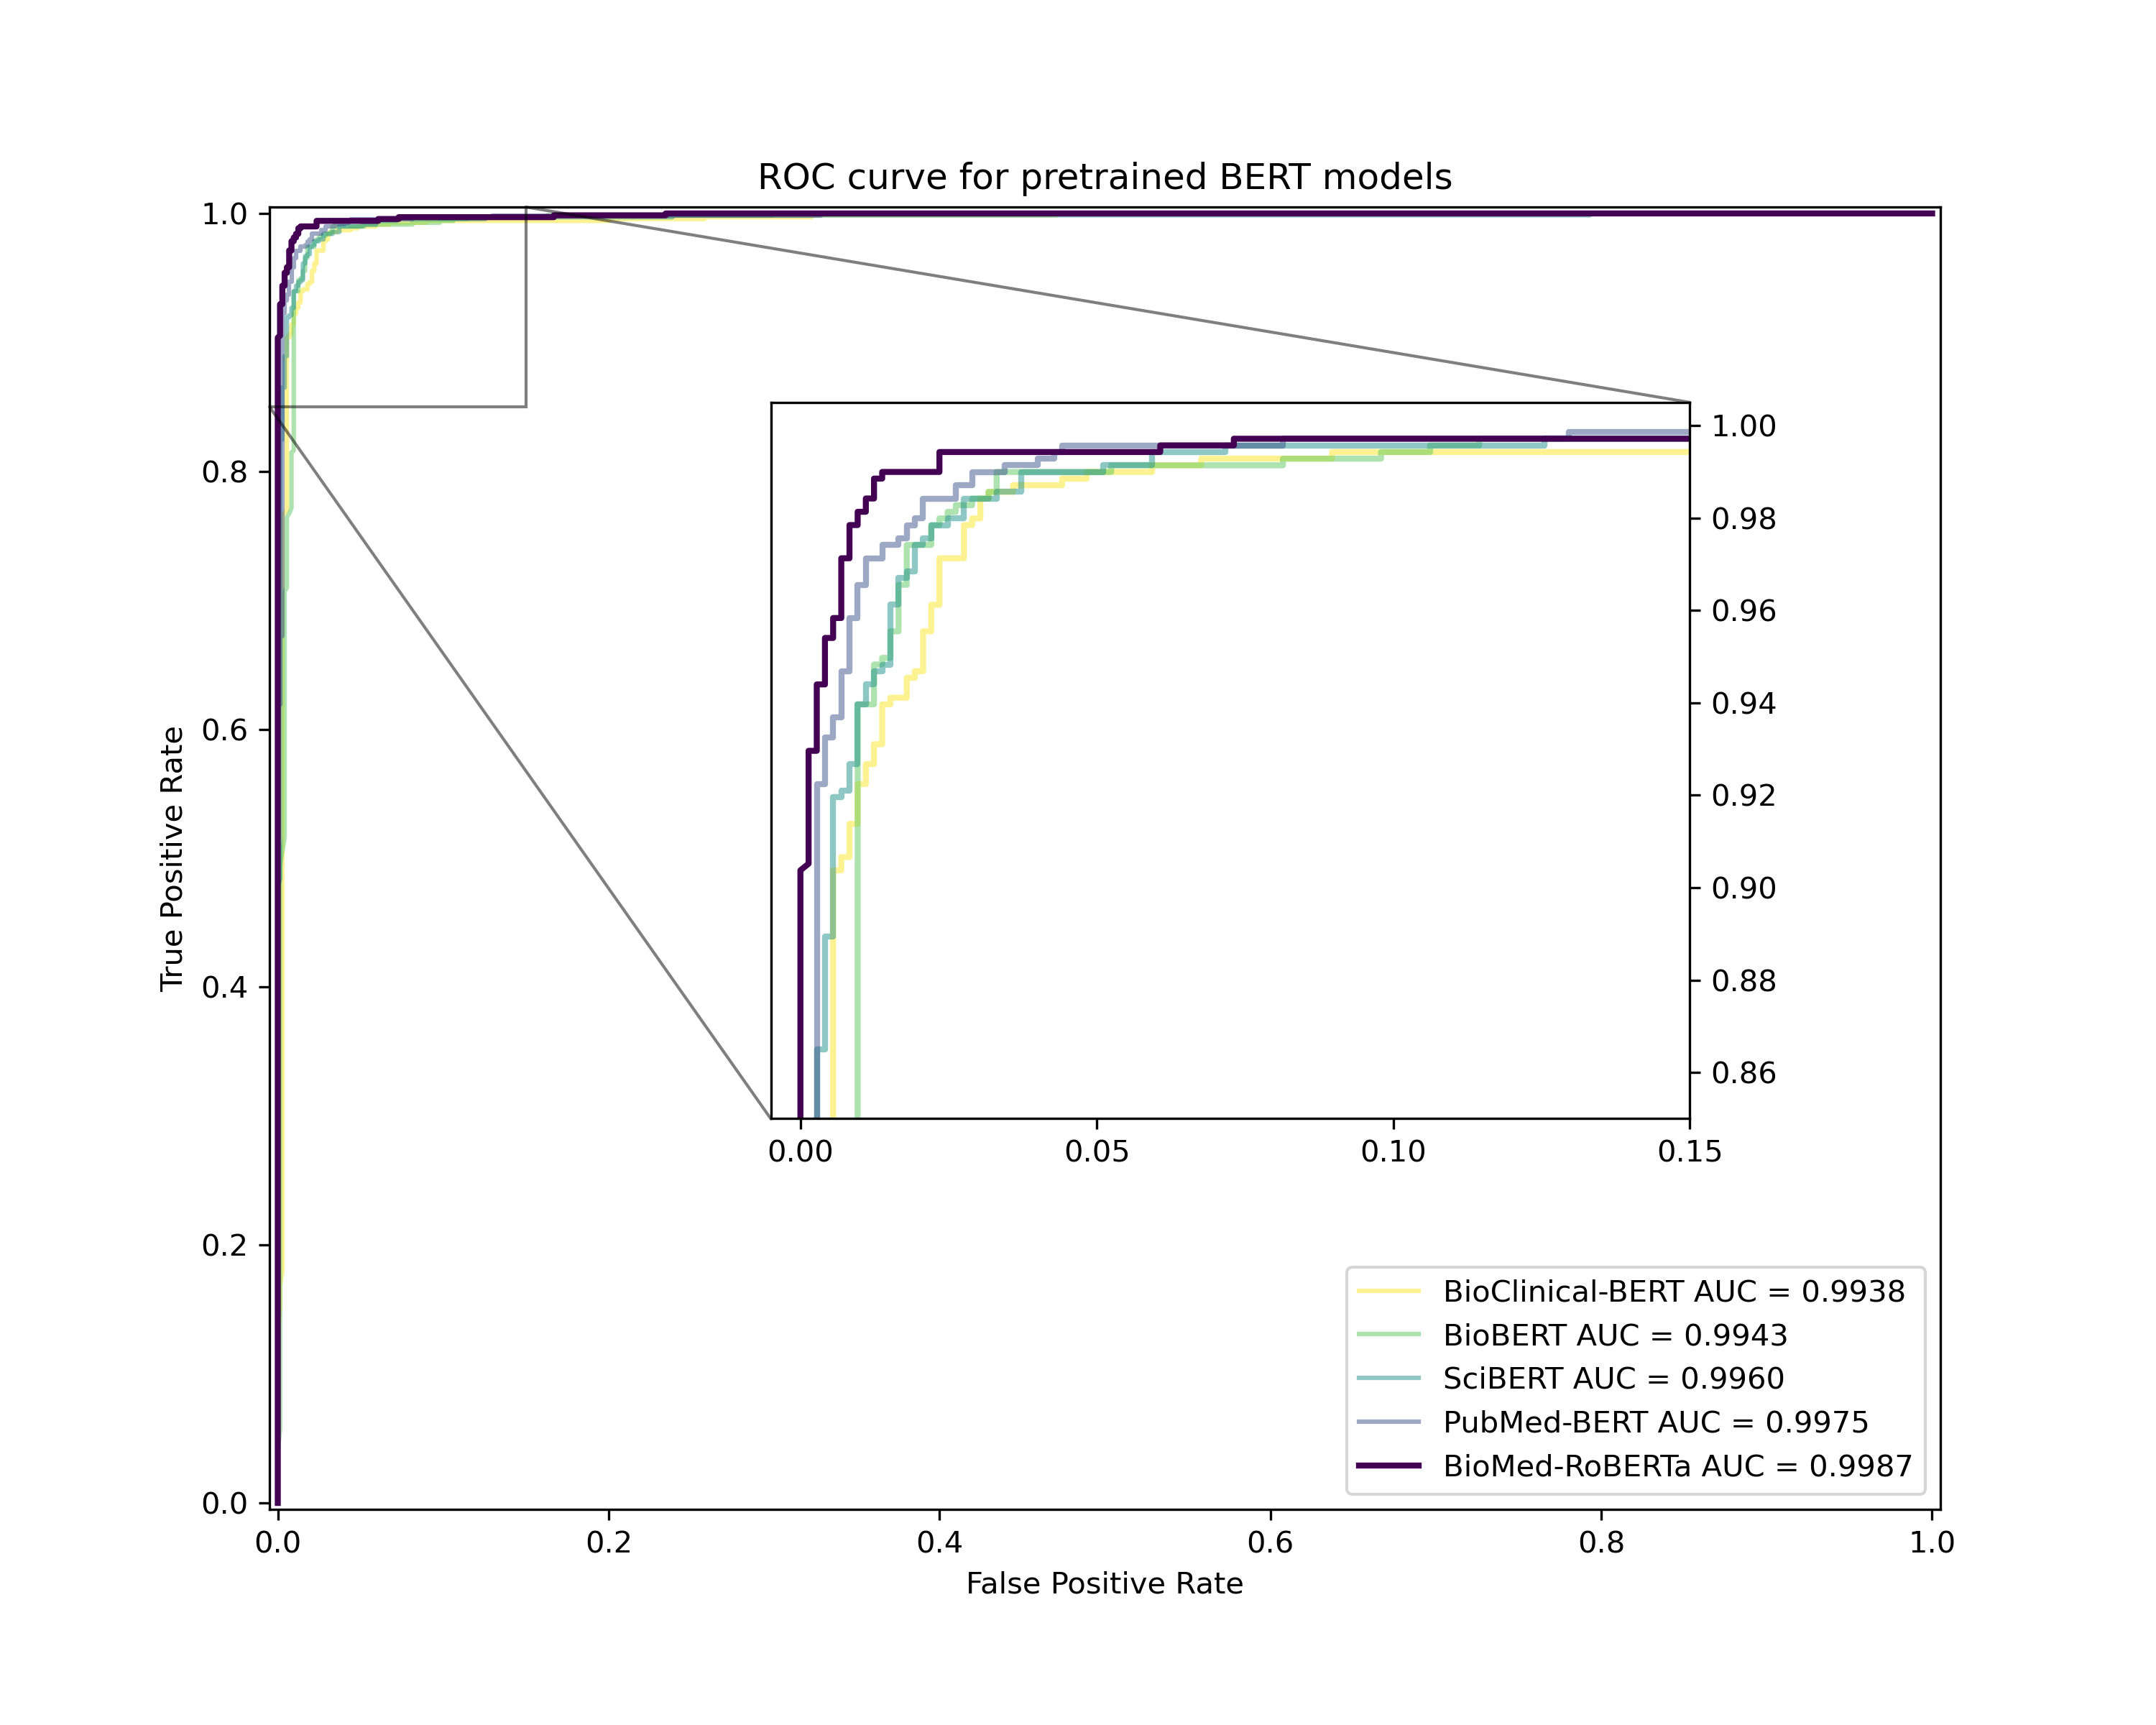 ROC curve for pretrained BERT models
True Positive Rate
1.0
0.8
0.6
0.4
0.2
0.0
0.0 0.2 0.4 0.6 0.8 1.0
False Positive Rate
1.00
0.98
0.96
0.94
0.92
0.90
0.88
0.86
0.00 0.05 0.10 0.15
BioClinical-BERT AUC = 0.9938
BioBERT AUC = 0.9943
SciBERT AUC = 0.9960
PubMed-BERT AUC = 0.9975
BioMed-RoBERTa AUC = 0.9987